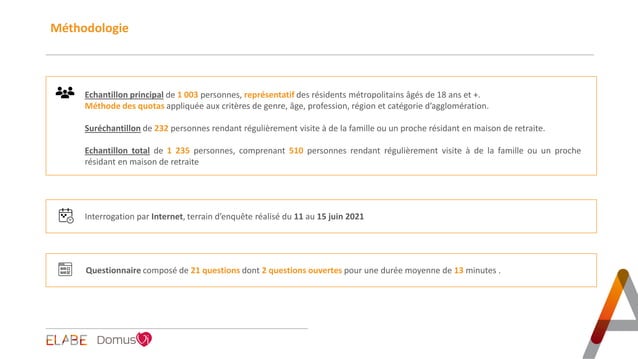 Méthodologie
Echantillon principal de 1 003 personnes, représentatif des résidents métropolitains âgés de 18 ans et +.
Méthode des quotas appliquée aux critères de genre, âge, profession, région et catégorie d'agglomération.
Suréchantillon de 232 personnes rendant régulièrement visite à de la famille ou un proche résidant en maison de retraite.
Echantillon total de 1 235 personnes, comprenant 510 personnes rendant régulièrement visite à de la famille ou un proche
résidant en maison de retraite
Interrogation par Internet, terrain d'enquête réalisé du 11 au 15 juin 2021
Questionnaire composé de 21 questions dont 2 questions ouvertes pour une durée moyenne de 13 minutes .
ELABE DomusVi